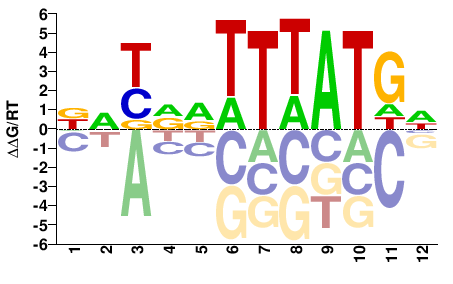 6
5
4
3
2
1
0
-1
-2
-3
-4
-5
-6
ΔΔG/RT
G T C
A T
T C G A
A G T C
A G T C
T A C G
T A C G
T A C G
A C G T
T A C G
G A T C
A T C G
1 2 3 4 5 6 7 8 9 10 11 12